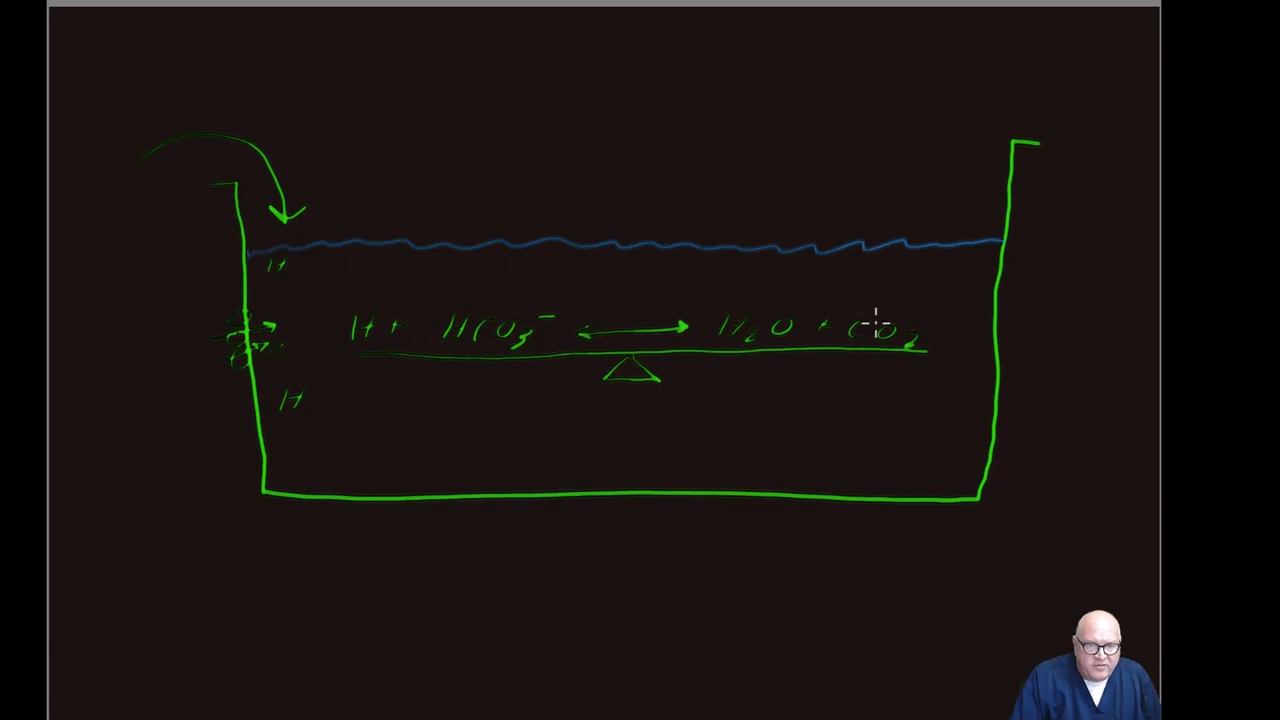 H
H + HCO₃⁻ ⟷ H₂O + CO₂
H